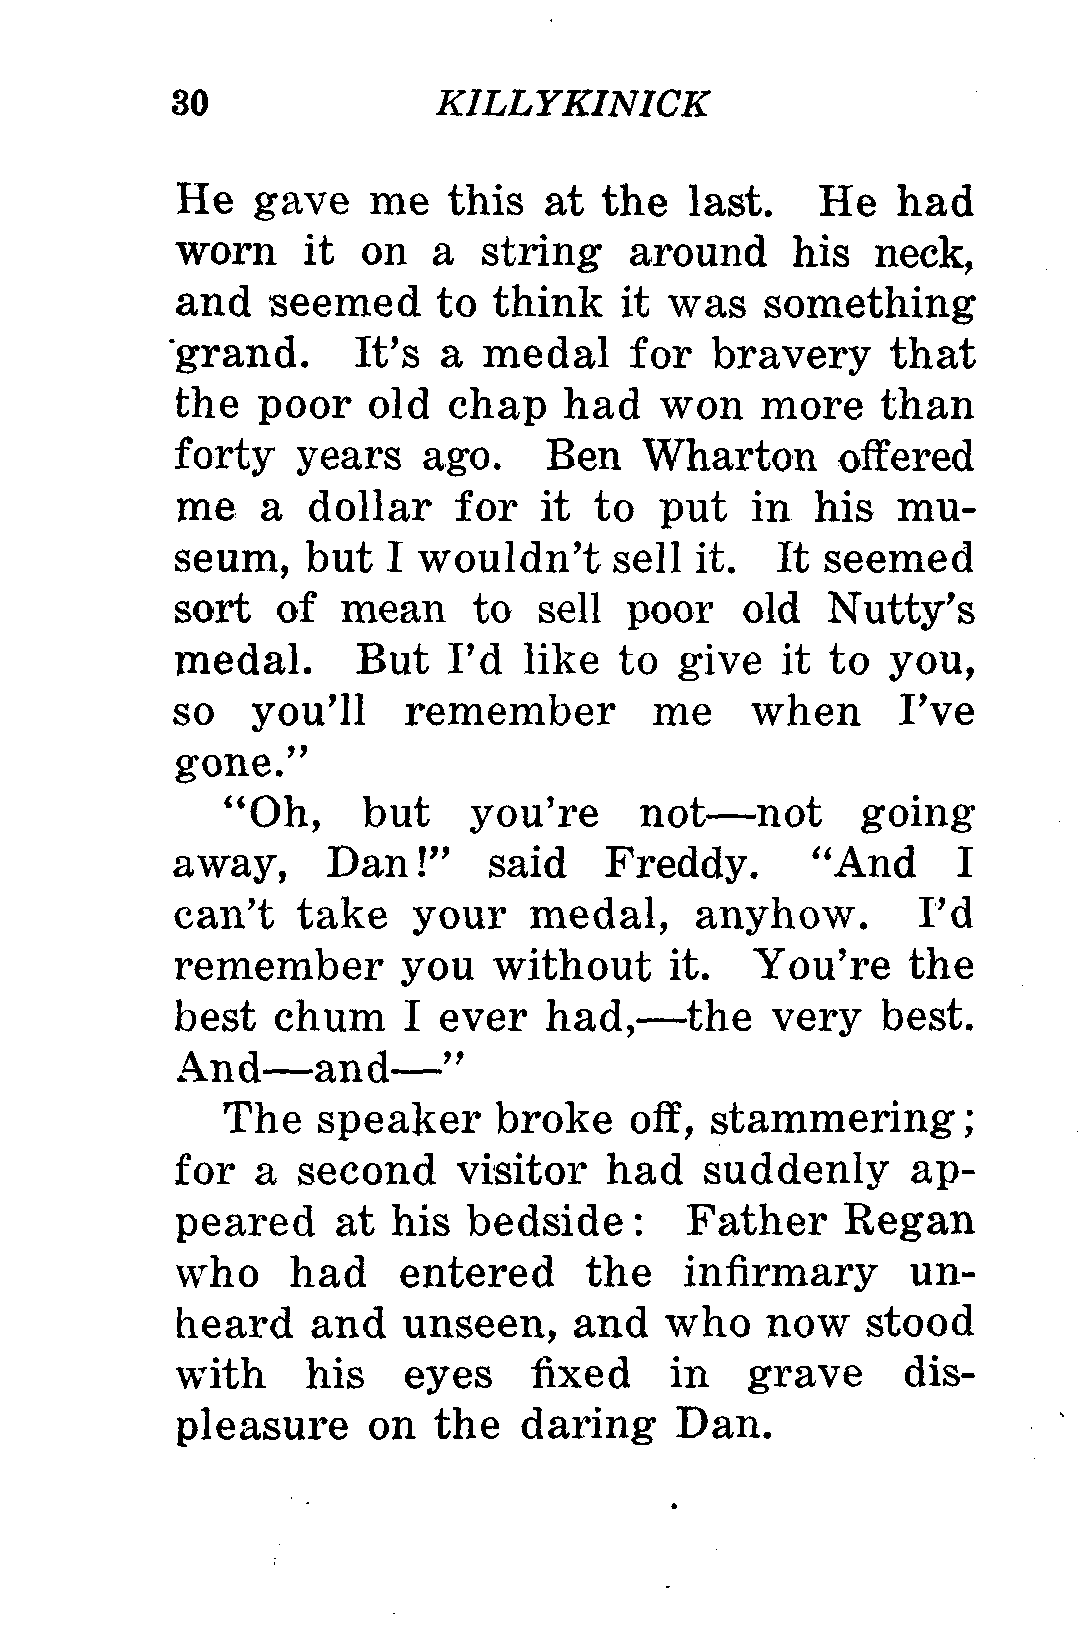 30 KILLYKINICK
He gave me this at the last. He had
worn it on a string around his neck,
and seemed to think it was something
grand. It's a medal for bravery that
the poor old chap had won more than
forty years ago. Ben Wharton offered
me a dollar for it to put in his mu-
seum, but I wouldn't sell it. It seemed
sort of mean to sell poor old Nutty's
medal. But I'd like to give it to you,
so you'll remember me when I've
gone."
"Oh, but you're not—not going
away, Dan!" said Freddy. "And I
can't take your medal, anyhow. I'd
remember you without it. You're the
best chum I ever had,—the very best.
And—and—"
The speaker broke off, stammering;
for a second visitor had suddenly ap-
peared at his bedside: Father Regan
who had entered the infirmary un-
heard and unseen, and who now stood
with his eyes fixed in grave dis-
pleasure on the daring Dan.